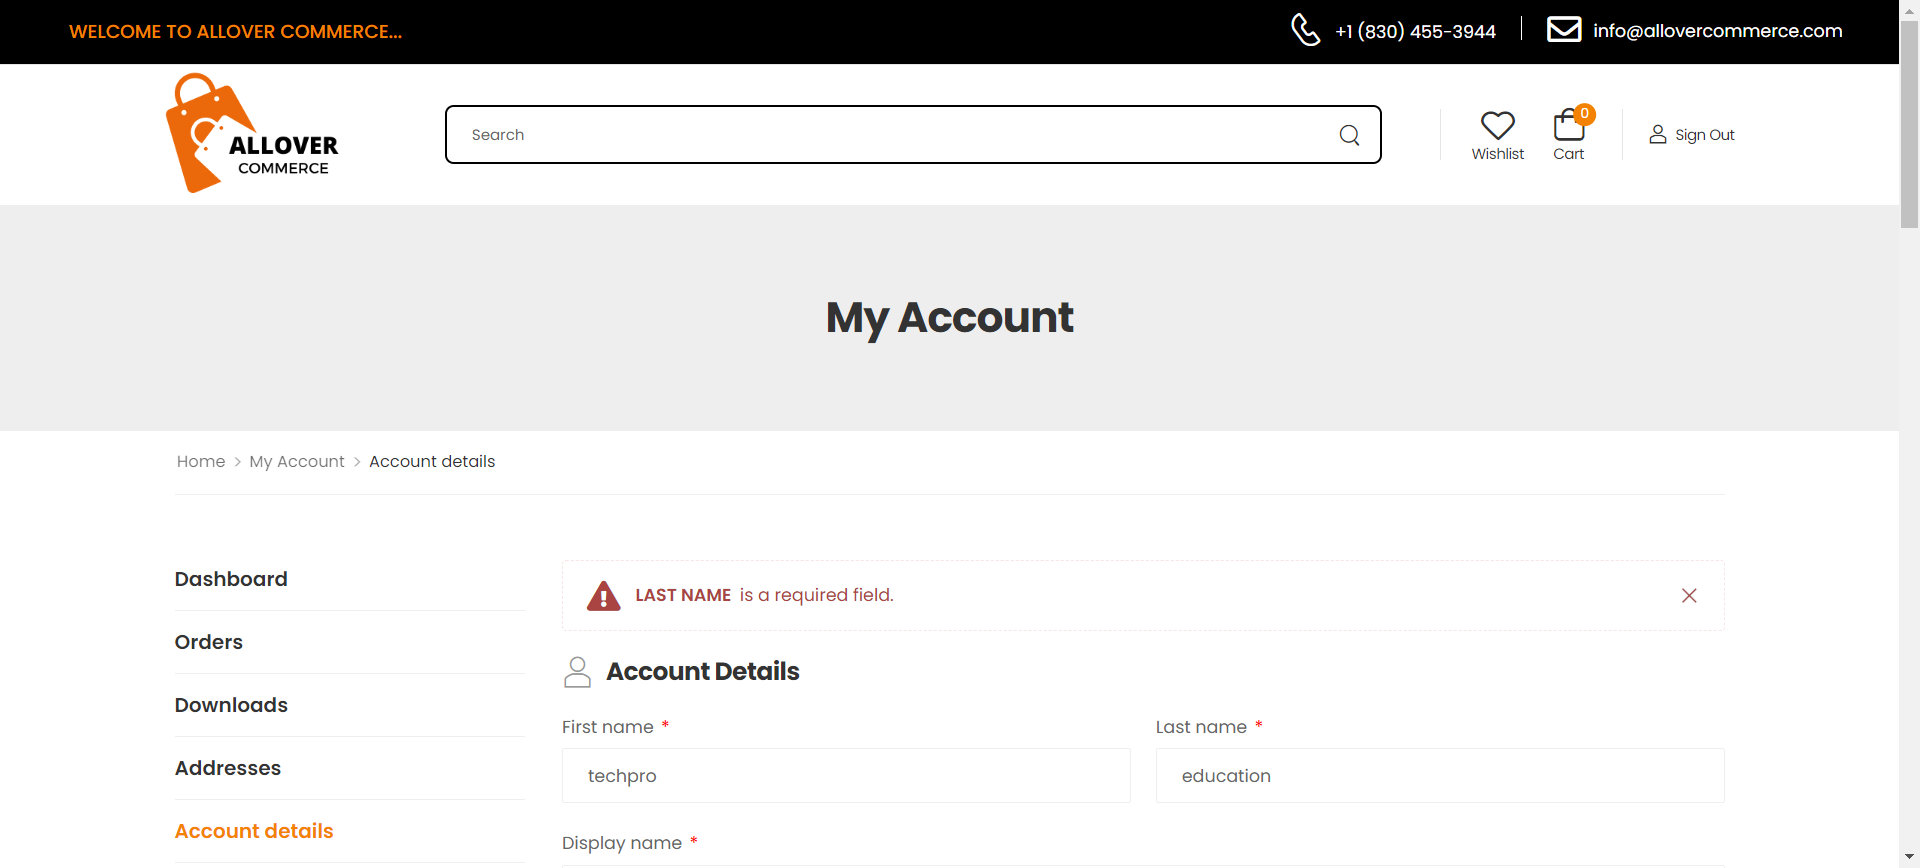 WELCOME TO ALLOVER COMMERCE...
+1 (830) 455-3944
info@allovercommerce.com
ALLOVER
COMMERCE
Search
Wishlist
0
Cart
Sign Out
My Account
Home > My Account > Account details
Dashboard
Orders
Downloads
Addresses
Account details
LAST NAME is a required field.
Account Details
First name *
Last name *
techpro
education
Display name *